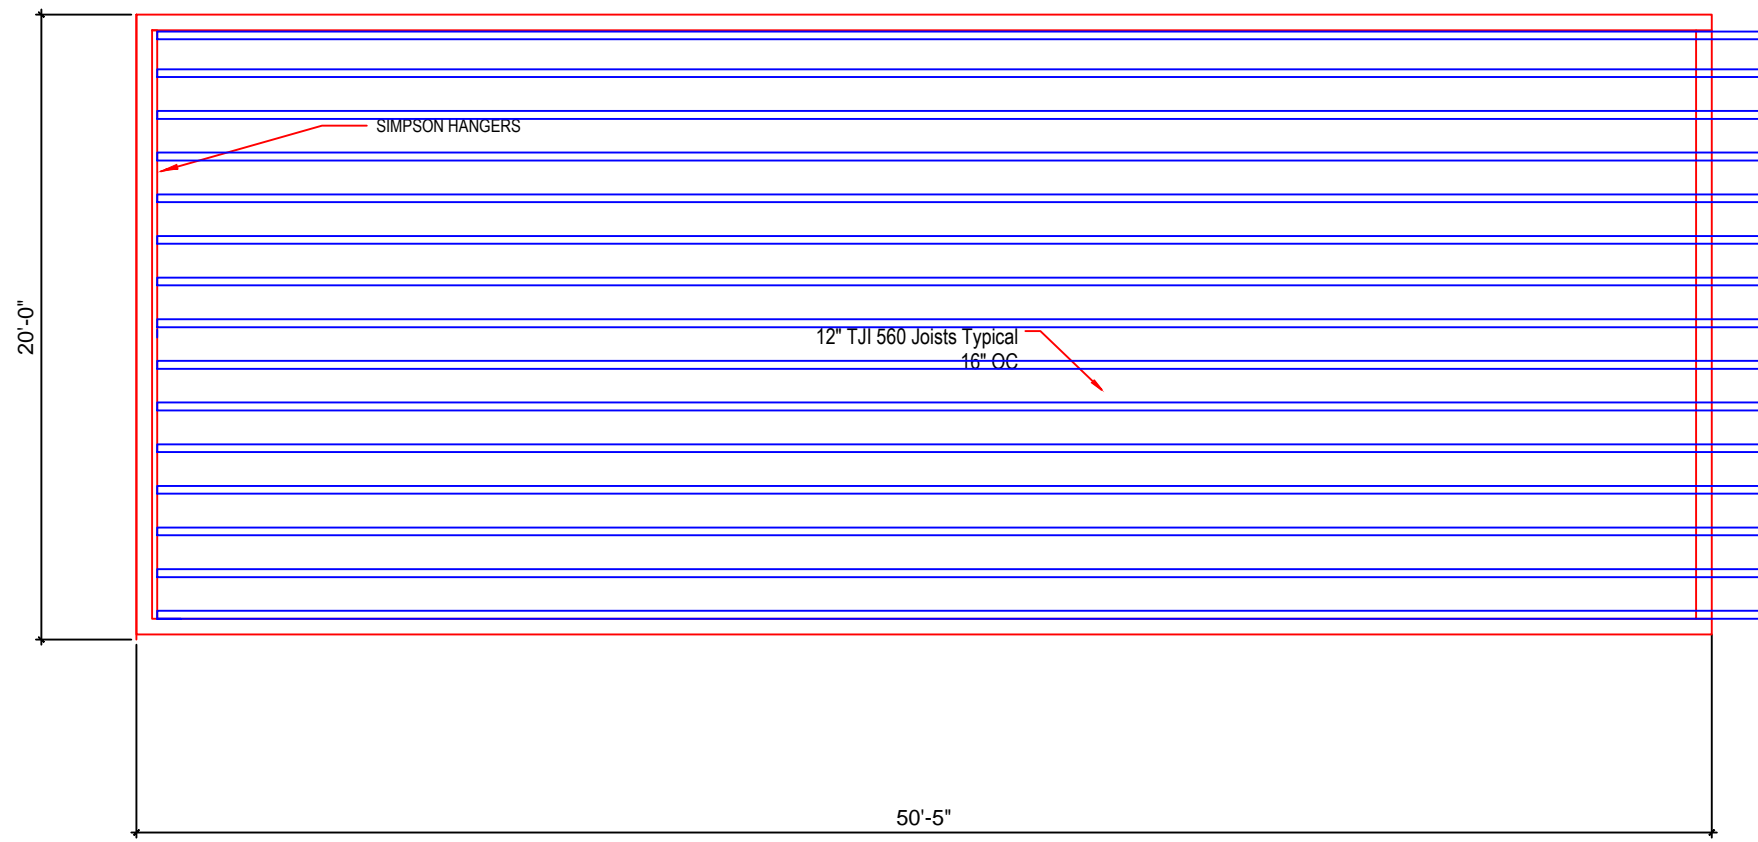 SIMPSON HANGERS
20'-0"
12" TJI 560 Joists Typical
16" OC
50'-5"